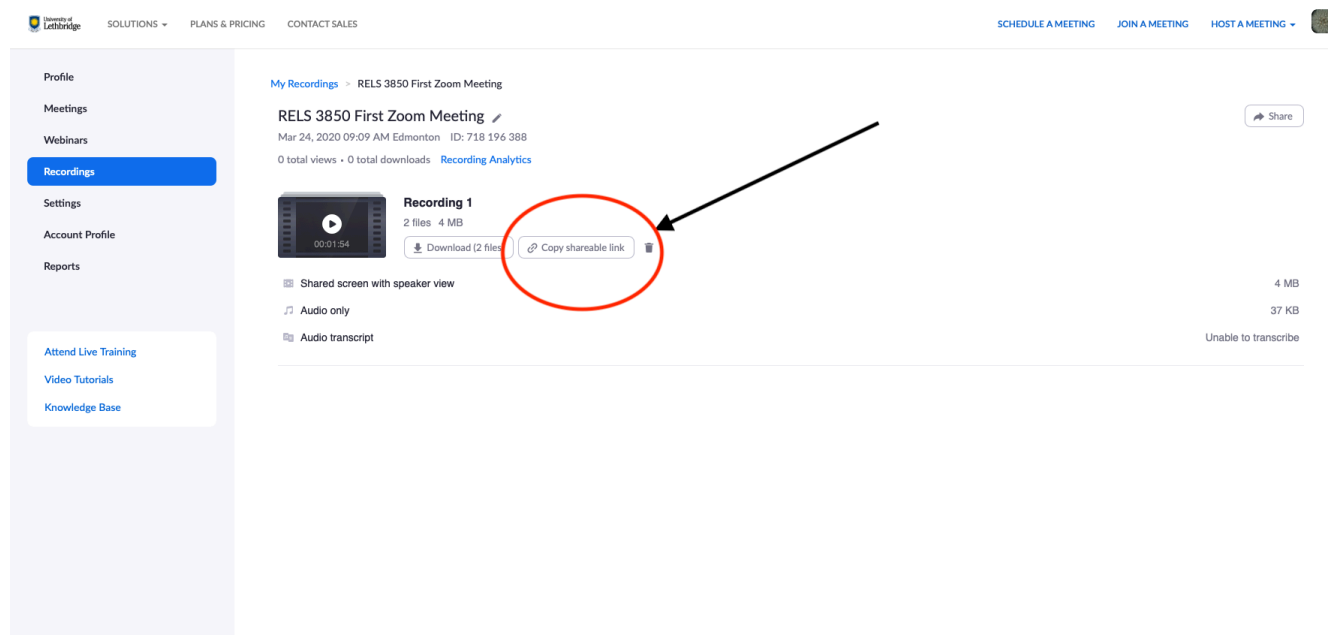 University of
Lethbridge
SOLUTIONS PLANS & PRICING CONTACT SALES SCHEDULE A MEETING JOIN A MEETING HOST A MEETING
Profile
Meetings
Webinars
Recordings
Settings
Account Profile
Reports
Attend Live Training
Video Tutorials
Knowledge Base
My Recordings > RELS 3850 First Zoom Meeting
RELS 3850 First Zoom Meeting
Share
Mar 24, 2020 09:09 AM Edmonton ID: 718 196 388
0 total views • 0 total downloads Recording Analytics
00:01:54
Recording 1
2 files 4 MB
Download (2 files Copy shareable link
Shared screen with speaker view 4 MB
Audio only 37 KB
Audio transcript Unable to transcribe